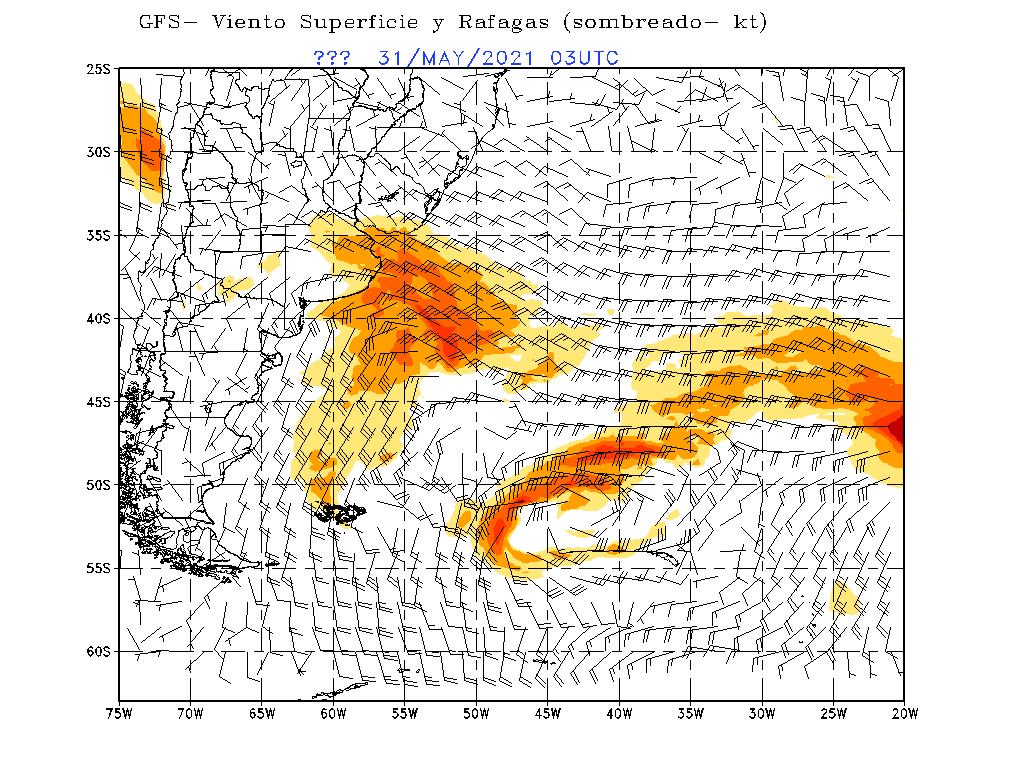 GFS− Viento Superficie y Rafagas (sombreado− kt)
??? 31/MAY/2021 03UTC
25S
30S
35S
40S
45S
50S
55S
60S
75W 70W 65W 60W 55W 50W 45W 40W 35W 30W 25W 20W